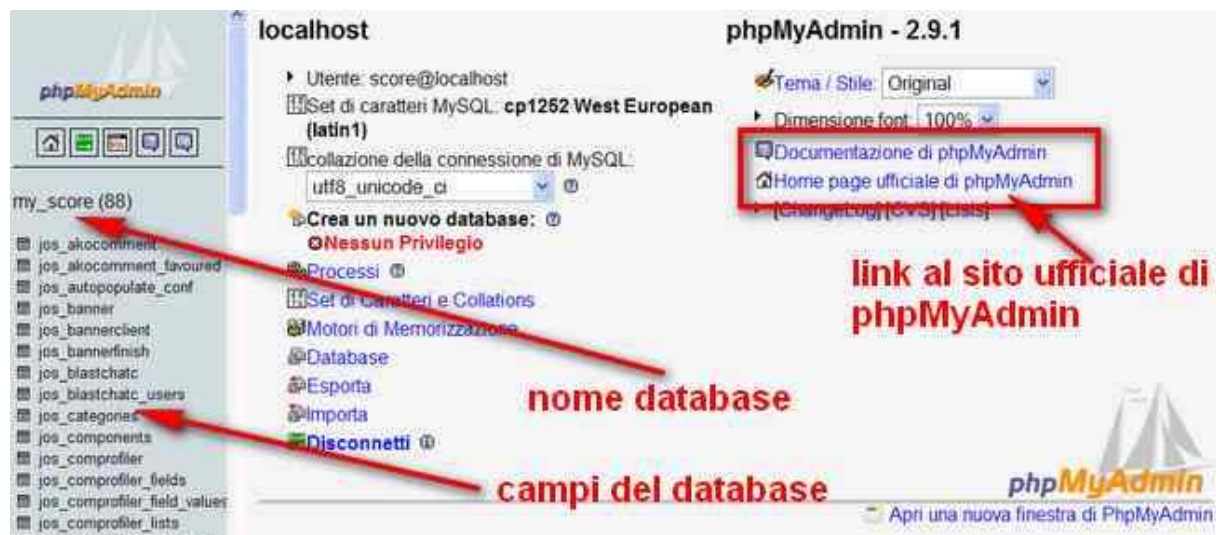 phpMyAdmin
my_score (88)
jos_akocomment
jos_akocomment_favoured
jos_autopopulate_conf
jos_banner
jos_bannerclient
jos_bannerfinish
jos_blastchatc
jos_blastchatc_users
jos_categories
jos_components
jos_comprofiler
jos_comprofiler_fields
jos_comprofiler_field_values
jos_comprofiler_lists
localhost
Utente: score@localhost
Set di caratteri MySQL: cp1252 West European
(latin1)
collazione della connessione di MySQL:
utf8_unicode_ci
Crea un nuovo database:
Nessun Privilegio
Processi
Set di Caratteri e Collations
Motori di Memorizzazione
Database
Esporta
Importa
Disconnetti
nome database
campi del database
phpMyAdmin - 2.9.1
Tema / Stile: Original
Dimensione font: 100%
Documentazione di phpMyAdmin
Home page ufficiale di phpMyAdmin
[ChangeLog] [CVS] [Lists]
link al sito ufficiale di
phpMyAdmin
phpMyAdmin
Apri una nuova finestra di PhpMyAdmin